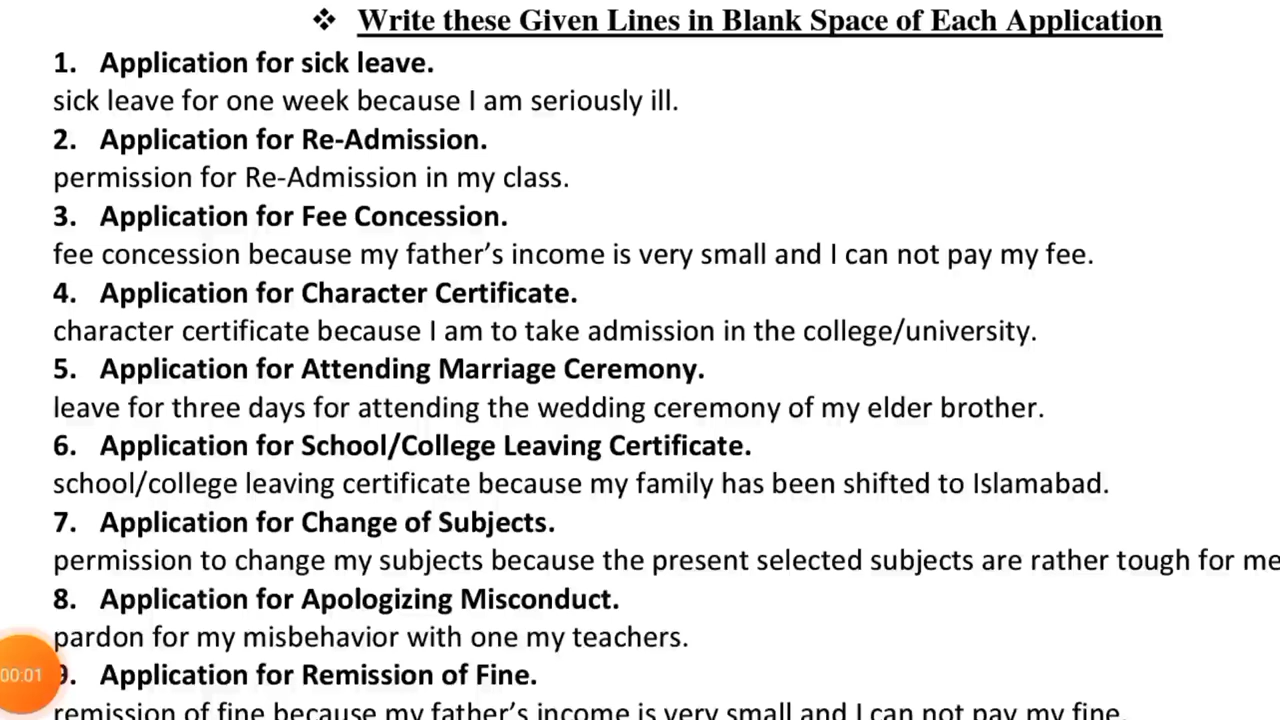 ❖ Write these Given Lines in Blank Space of Each Application
1. Application for sick leave.
sick leave for one week because I am seriously ill.
2. Application for Re-Admission.
permission for Re-Admission in my class.
3. Application for Fee Concession.
fee concession because my father’s income is very small and I can not pay my fee.
4. Application for Character Certificate.
character certificate because I am to take admission in the college/university.
5. Application for Attending Marriage Ceremony.
leave for three days for attending the wedding ceremony of my elder brother.
6. Application for School/College Leaving Certificate.
school/college leaving certificate because my family has been shifted to Islamabad.
7. Application for Change of Subjects.
permission to change my subjects because the present selected subjects are rather tough for me
8. Application for Apologizing Misconduct.
pardon for my misbehavior with one my teachers.
00:01
9. Application for Remission of Fine.
remission of fine because my father’s income is very small and I can not pay my fine.